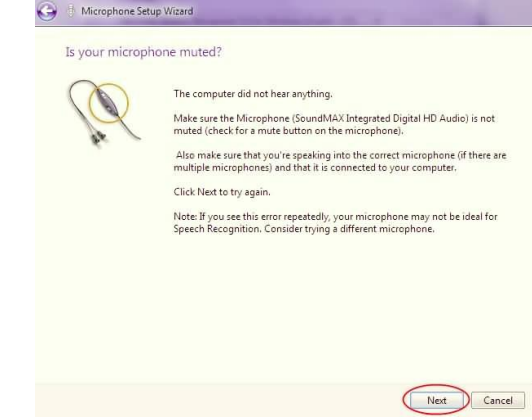 Microphone Setup Wizard
Is your microphone muted?
The computer did not hear anything.
Make sure the Microphone (SoundMAX Integrated Digital HD Audio) is not
muted (check for a mute button on the microphone).
Also make sure that you're speaking into the correct microphone (if there are
multiple microphones) and that it is connected to your computer.
Click Next to try again.
Note: If you see this error repeatedly, your microphone may not be ideal for
Speech Recognition. Consider trying a different microphone.
Next Cancel